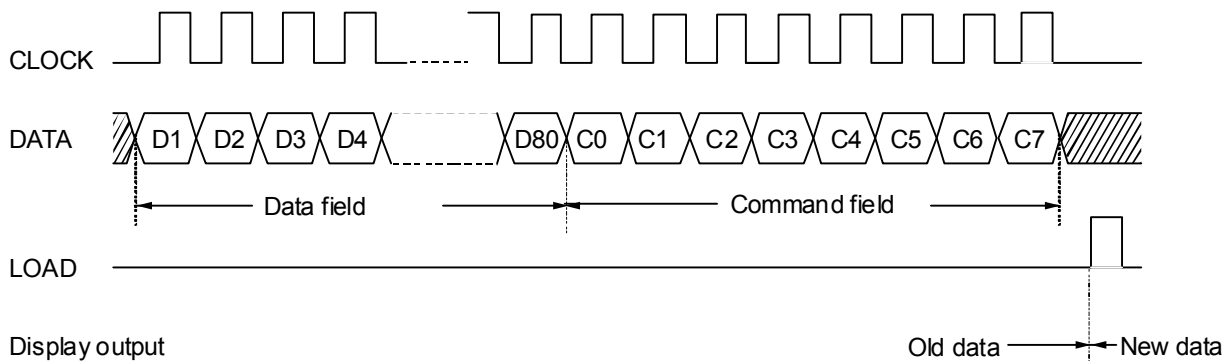 CLOCK
DATA D1 D2 D3 D4 D80 C0 C1 C2 C3 C4 C5 C6 C7
Data field Command field
LOAD
Display output Old data New data